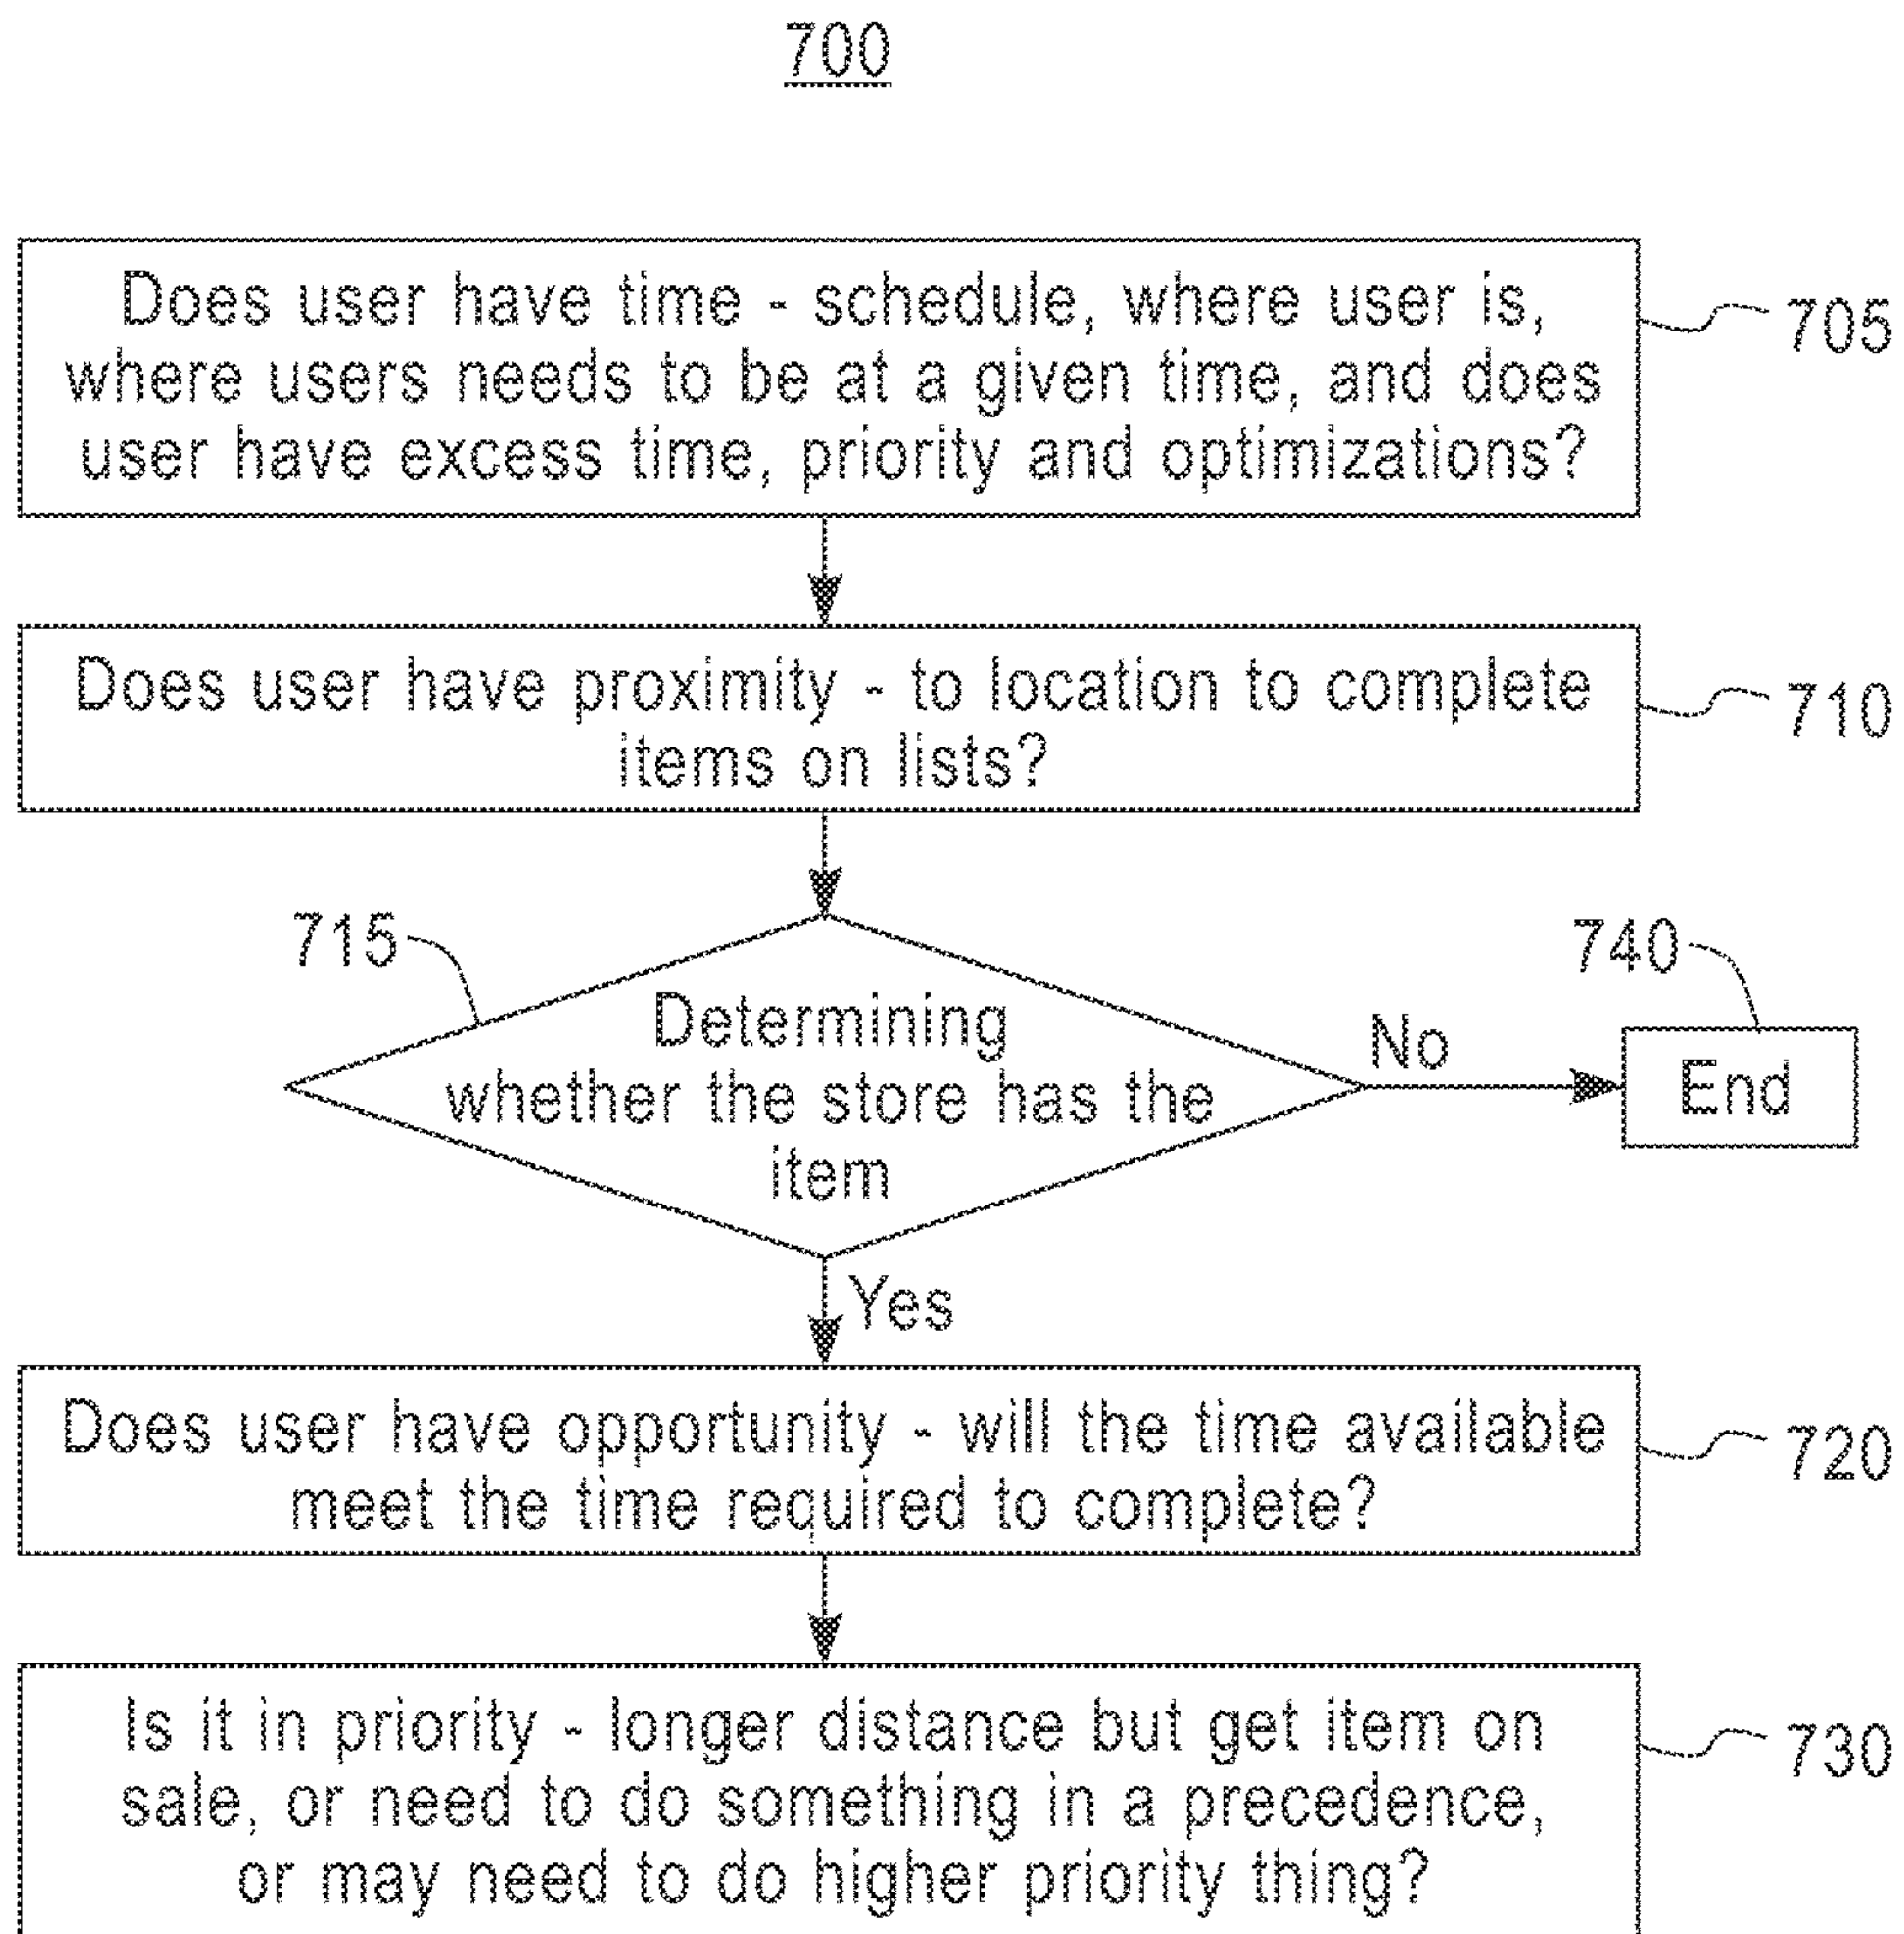 700
Does user have time - schedule, where user is,
where users needs to be at a given time, and does
user have excess time, priority and optimizations?
705
Does user have proximity - to location to complete
items on lists?
710
715
Determining
whether the store has the
item
No
740
End
Yes
Does user have opportunity - will the time available
meet the time required to complete?
720
Is it in priority - longer distance but get item on
sale, or need to do something in a precedence,
or may need to do higher priority thing?
730